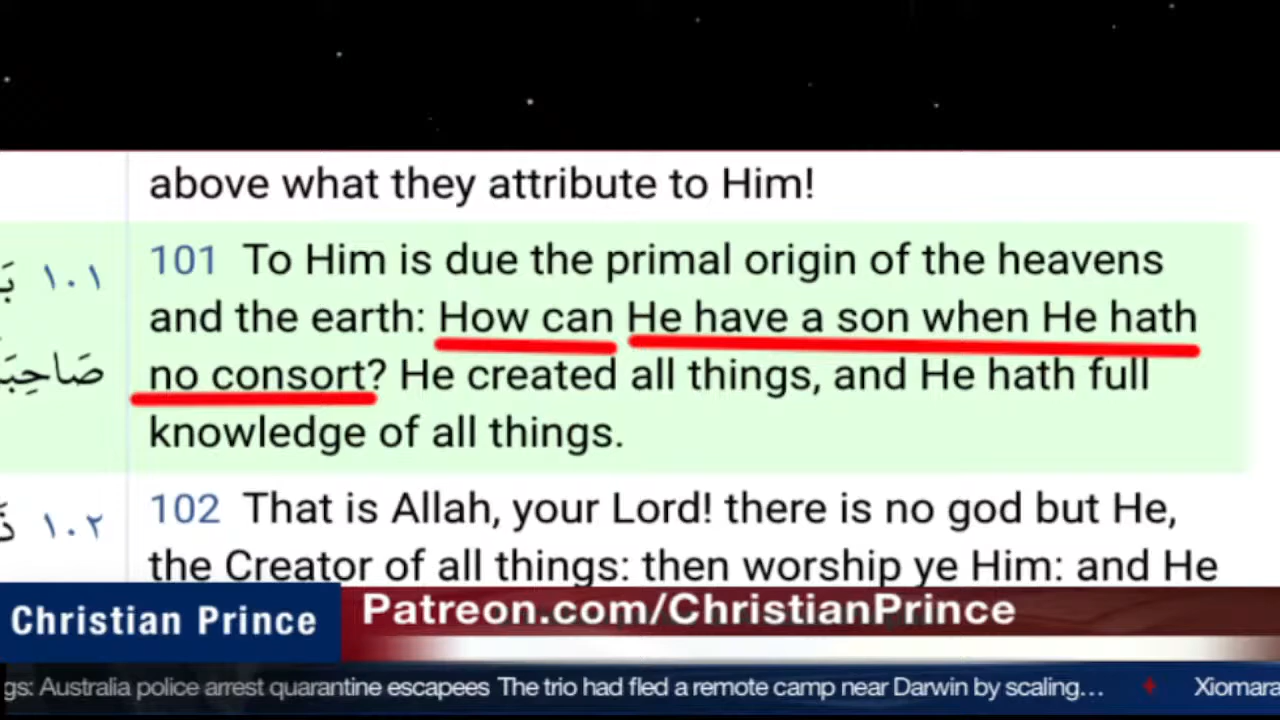 above what they attribute to Him!
101 To Him is due the primal origin of the heavens
١٠١
and the earth: How can He have a son when He hath
no consort? He created all things, and He hath full
knowledge of all things.
102 That is Allah, your Lord! there is no god but He,
١٠٢
the Creator of all things: then worship ye Him: and He
Christian Prince
Patreon.com/ChristianPrince
gs: Australia police arrest quarantine escapees The trio had fled a remote camp near Darwin by scaling... Xiomara